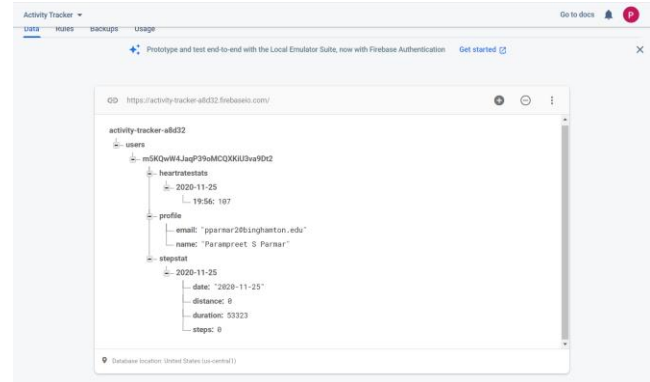 Activity Tracker
Go to docs
P
Data Rules Backups Usage
Prototype and test end-to-end with the Local Emulator Suite, now with Firebase Authentication Get started
https://activity-tracker-a8d32.firebaseio.com/
activity-tracker-a8d32
users
m5KQwW4JaqP39oMCQXKiU3va9Dt2
heartratestats
2020-11-25
19:56: 107
profile
email: "pparmar2@binghamton.edu"
name: "Parampreet S Parmar"
stepstat
2020-11-25
date: "2020-11-25"
distance: 0
duration: 53323
steps: 0
Database location: United States (us-central1)